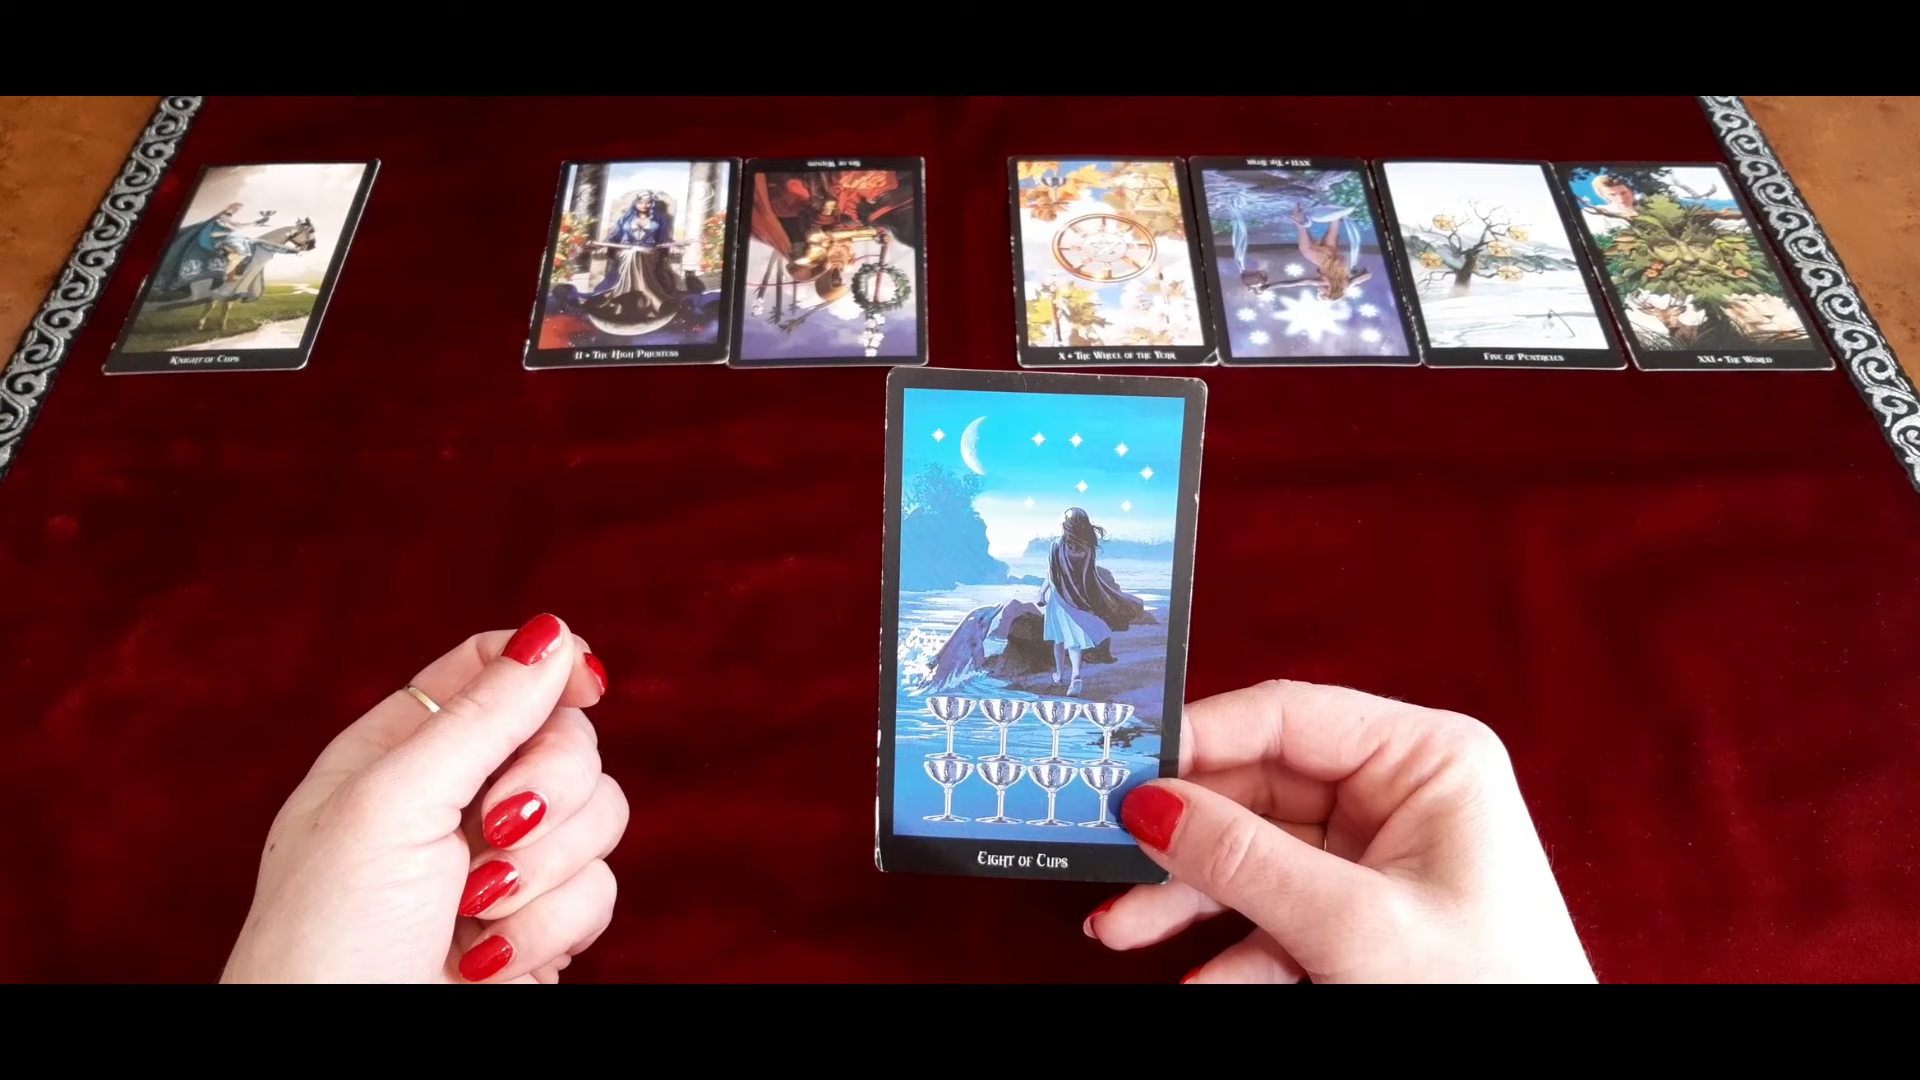 Knight of Cups
II • The High Priestess
Six of Wands
X • The Wheel of the Year
XVII • The Star
Five of Pentacles
XXI • The World
Eight of Cups